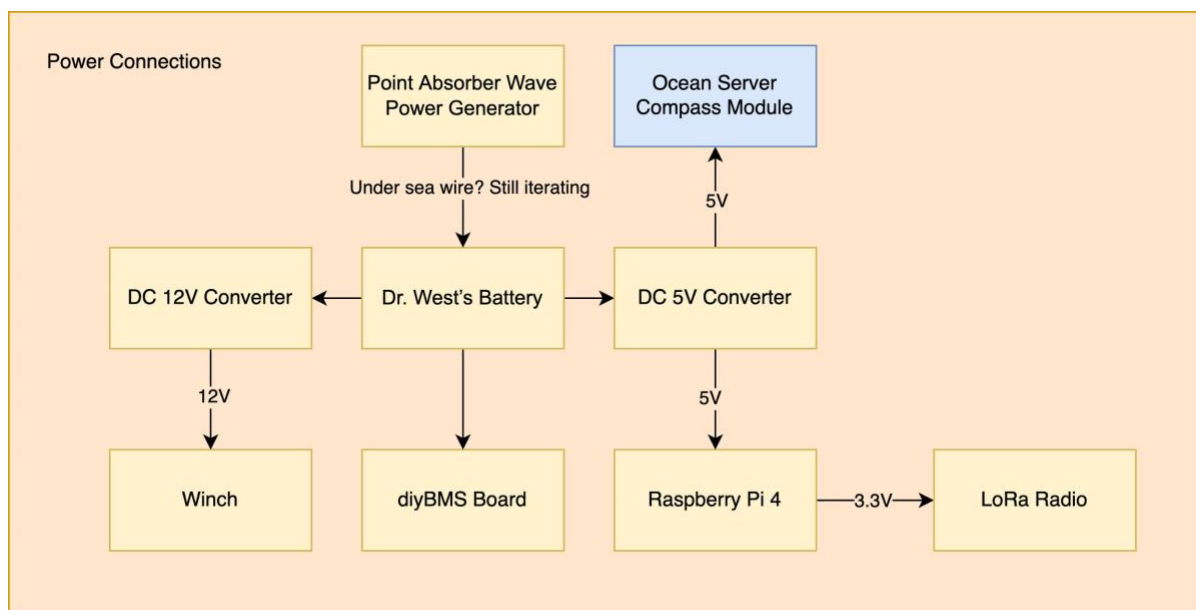 Power Connections
Point Absorber Wave
Power Generator
Ocean Server
Compass Module
Under sea wire? Still iterating
5V
DC 12V Converter
Dr. West's Battery
DC 5V Converter
12V
5V
Winch
diyBMS Board
Raspberry Pi 4
3.3V
LoRa Radio